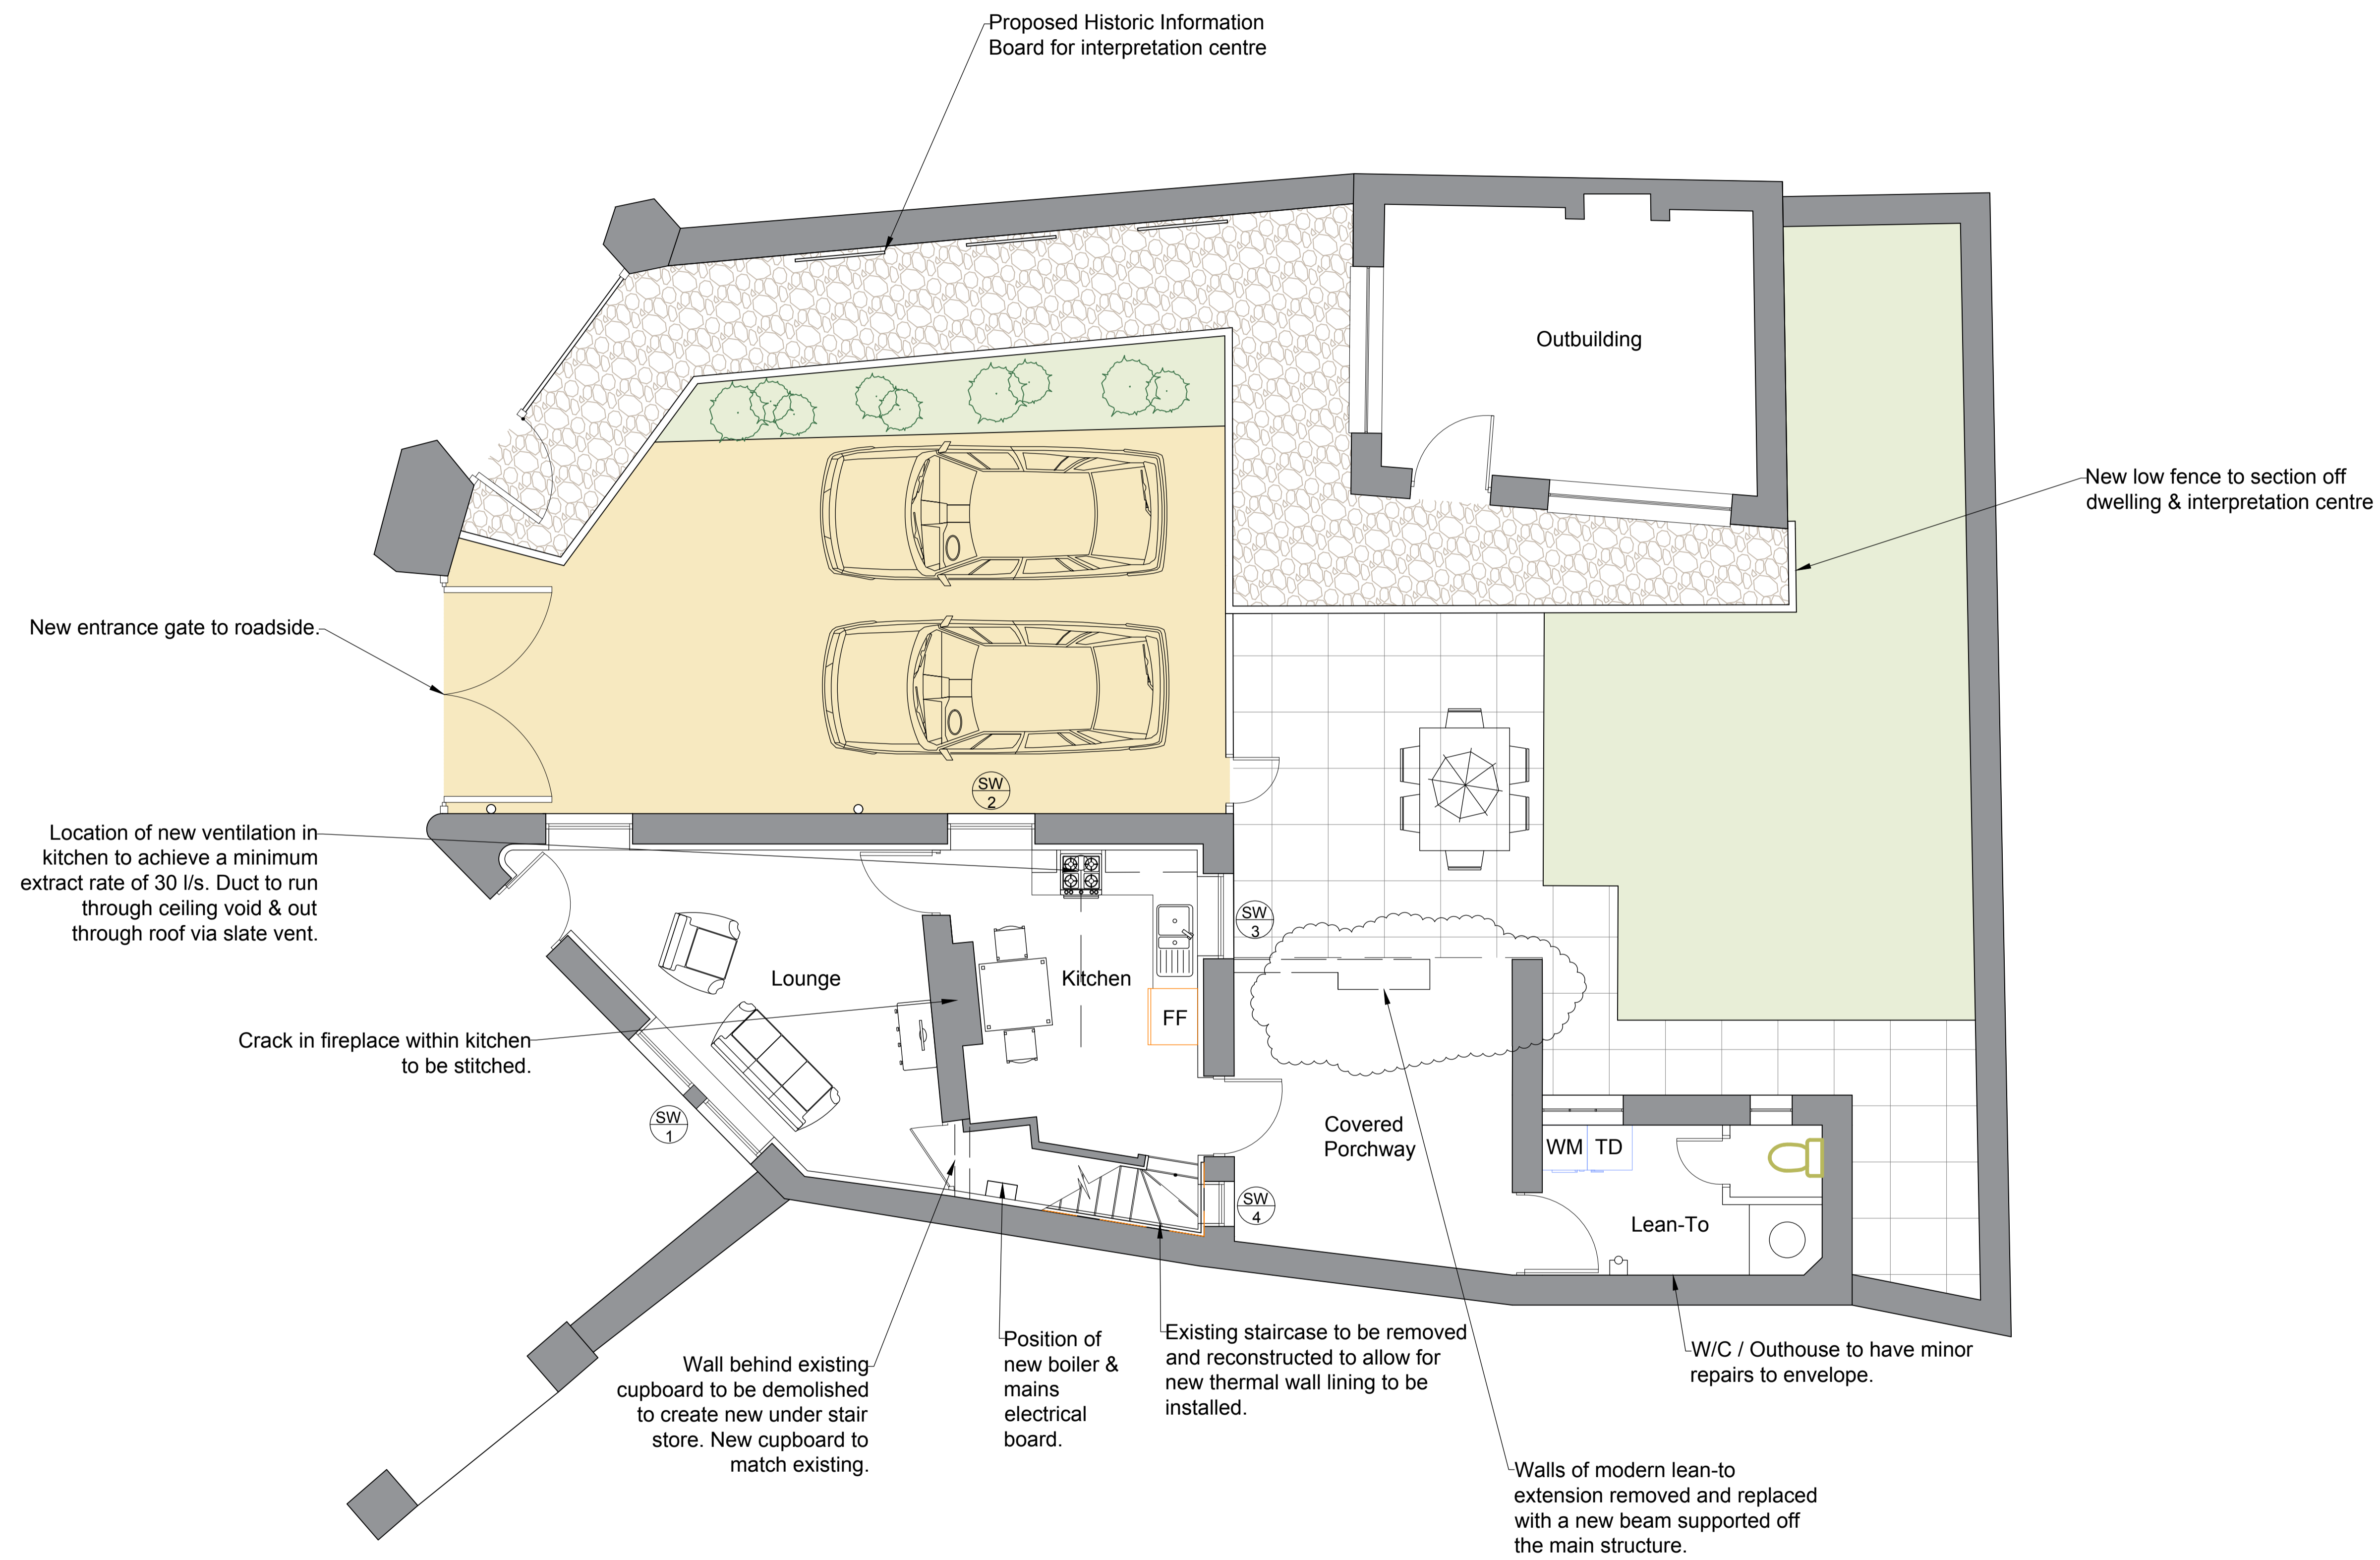 Proposed Historic Information
Board for interpretation centre
Outbuilding
New low fence to section off
dwelling & interpretation centre
New entrance gate to roadside.
SW
2
Location of new ventilation in
kitchen to achieve a minimum
extract rate of 30 l/s. Duct to run
through ceiling void & out
through roof via slate vent.
SW
3
Lounge
Kitchen
FF
Crack in fireplace within kitchen
to be stitched.
SW
1
Covered
Porchway
WM
TD
SW
4
Lean-To
Wall behind existing
cupboard to be demolished
to create new under stair
store. New cupboard to
match existing.
Position of
new boiler &
mains
electrical
board.
Existing staircase to be removed
and reconstructed to allow for
new thermal wall lining to be
installed.
W/C / Outhouse to have minor
repairs to envelope.
Walls of modern lean-to
extension removed and replaced
with a new beam supported off
the main structure.